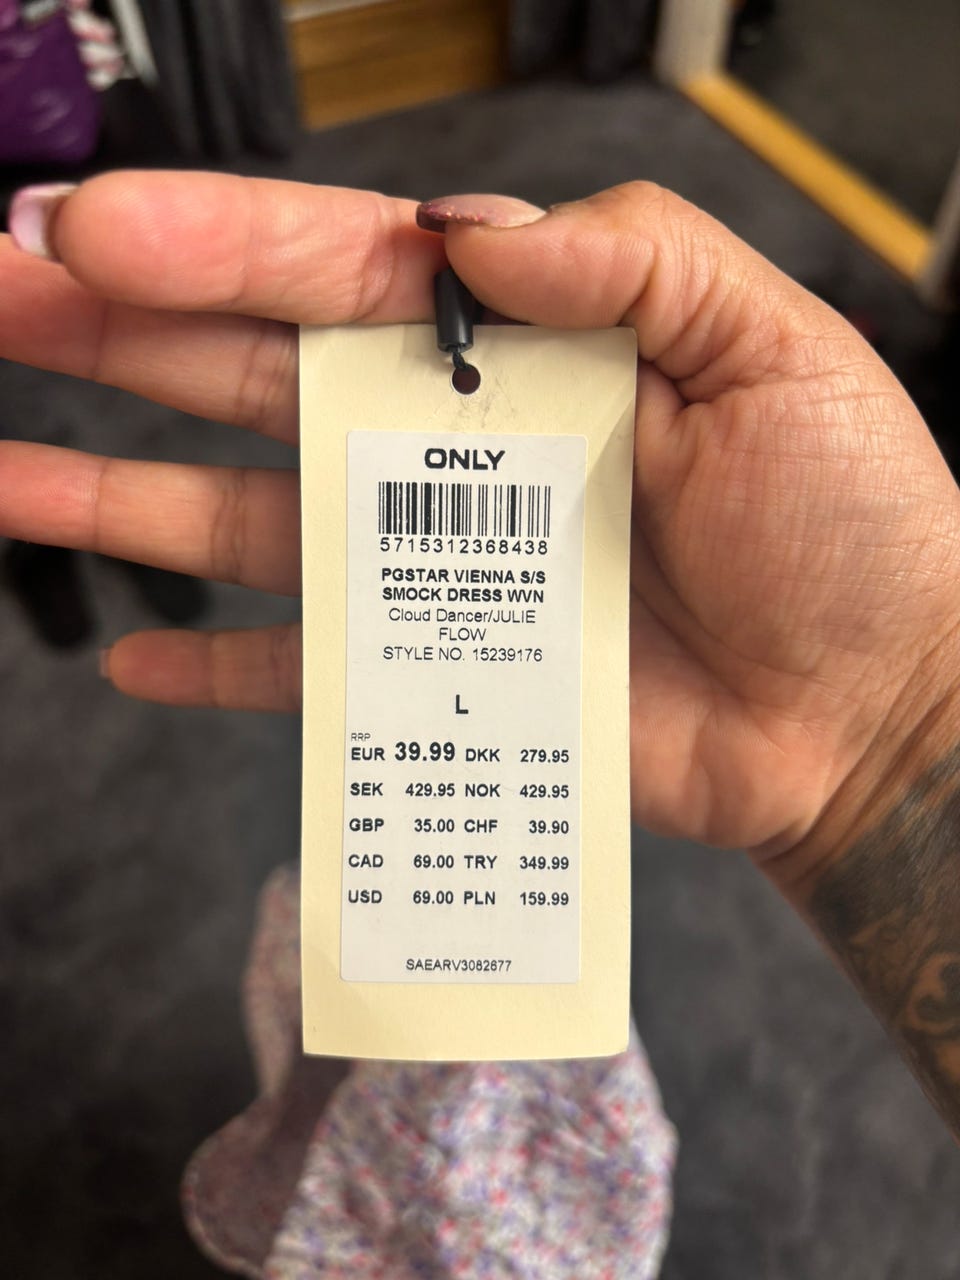 ONLY
5715312368438
PGSTAR VIENNA S/S
SMOCK DRESS WVN
Cloud Dancer/JULIE
FLOW
STYLE NO. 15239176
L
RRP
EUR 39.99 DKK 279.95
SEK 429.95 NOK 429.95
GBP 35.00 CHF 39.90
CAD 69.00 TRY 349.99
USD 69.00 PLN 159.99
SAEARV3082677